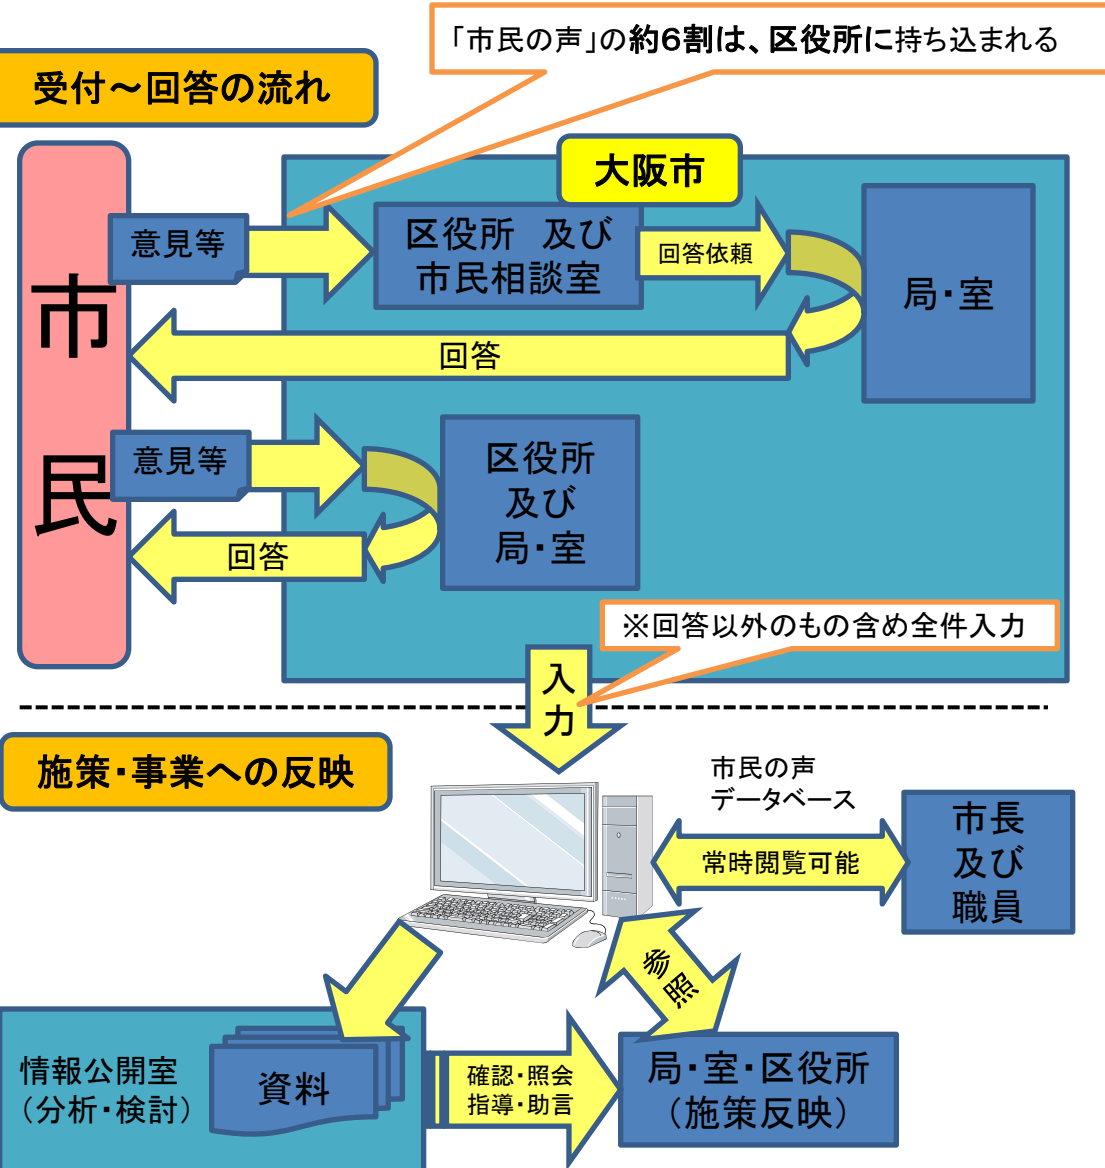 「市民の声」の約6割は、区役所に持ち込まれる
受付～回答の流れ
大阪市
市
民
意見等
区役所　及び
市民相談室
回答依頼
局・室
回答
意見等
区役所
及び
局・室
回答
※回答以外のもの含め全件入力
入
力
施策・事業への反映
市民の声
データベース
常時閲覧可能
市長
及び
職員
参照
情報公開室
（分析・検討）
資料
確認・照会
指導・助言
局・室・区役所
（施策反映）